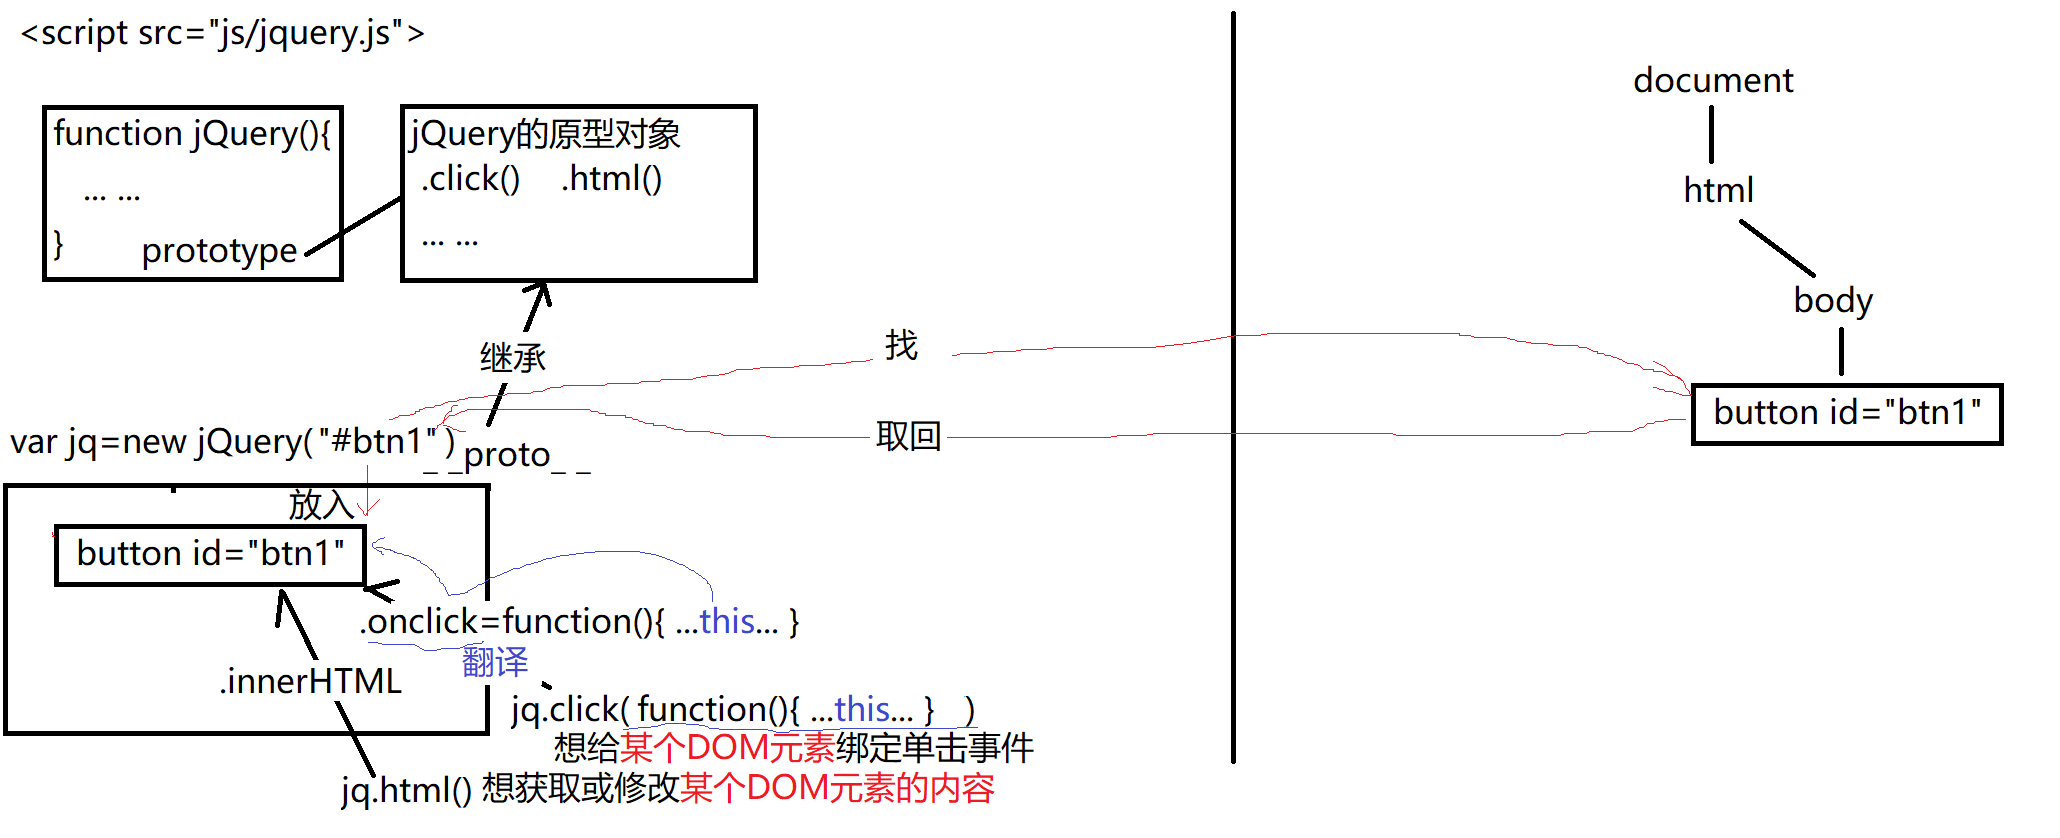 <script src="js/jquery.js">
function jQuery(){
... ...
}
prototype
jQuery的原型对象
.click() .html()
... ...
继承
找
取回
var jq=new jQuery("#btn1")
_ _proto_ _
放入
button id="btn1"
.onclick=function(){ ...this... }
翻译
.innerHTML
jq.click( function(){ ...this... } )
想给某个DOM元素绑定单击事件
jq.html() 想获取或修改某个DOM元素的内容
document
html
body
button id="btn1"